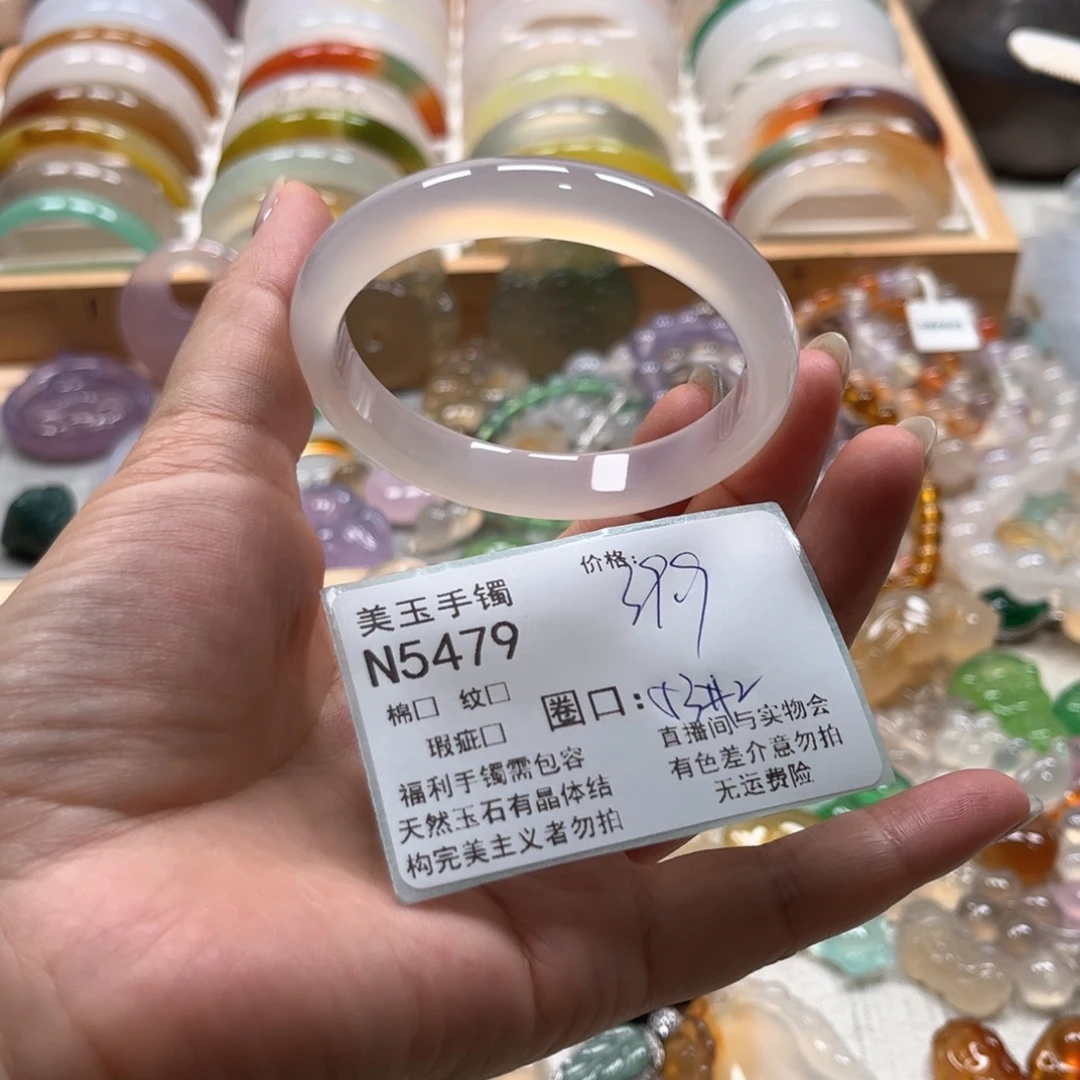 美玉手镯
N5479
价格:
棉□ 纹□
瑕疵□
圈口:
福利手镯需包容
天然玉石有晶体结
构完美主义者勿拍
直播间与实物会
有色差介意勿拍
无运费险